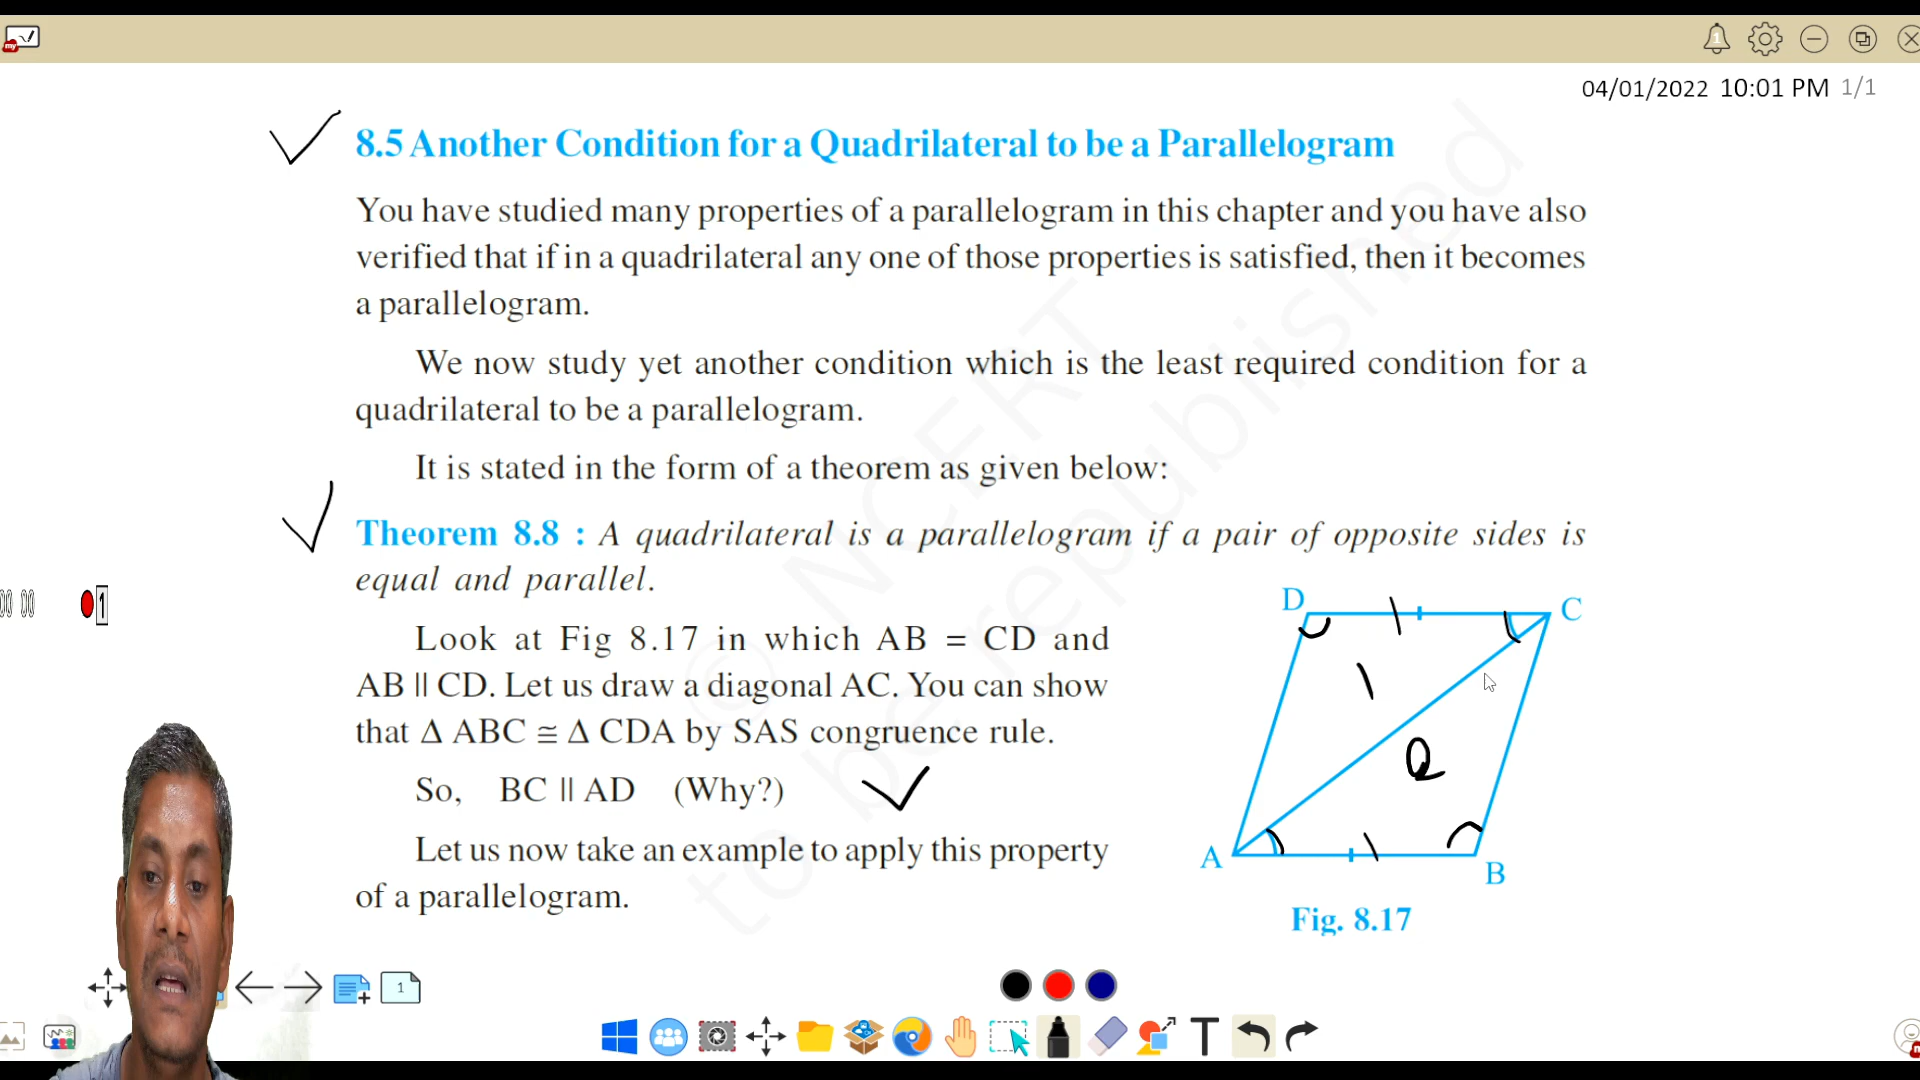 04/01/2022 10:01 PM 1/1
8.5 Another Condition for a Quadrilateral to be a Parallelogram
You have studied many properties of a parallelogram in this chapter and you have also
verified that if in a quadrilateral any one of those properties is satisfied, then it becomes
a parallelogram.
We now study yet another condition which is the least required condition for a
quadrilateral to be a parallelogram.
It is stated in the form of a theorem as given below:
Theorem 8.8 : A quadrilateral is a parallelogram if a pair of opposite sides is
equal and parallel.
Look at Fig 8.17 in which AB = CD and
AB || CD. Let us draw a diagonal AC. You can show
that Δ ABC ≅ Δ CDA by SAS congruence rule.
So, BC || AD (Why?)
Let us now take an example to apply this property
of a parallelogram.
D
C
A
B
Fig. 8.17
© NCERT
to be republished
1
1
1
T